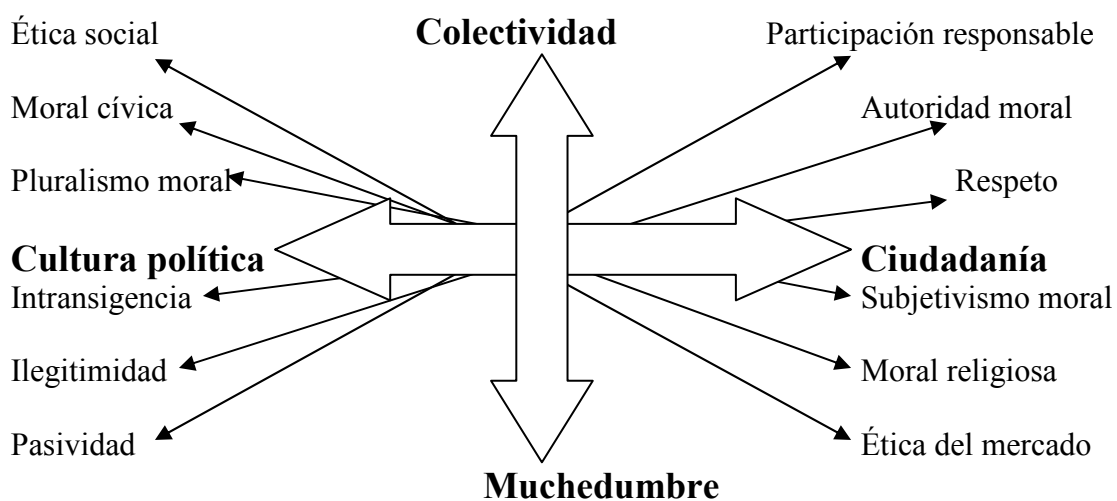 Ética social
Colectividad
Participación responsable
Moral cívica
Autoridad moral
Pluralismo moral
Respeto
Cultura política
Ciudadanía
Intransigencia
Subjetivismo moral
Ilegitimidad
Moral religiosa
Pasividad
Ética del mercado
Muchedumbre